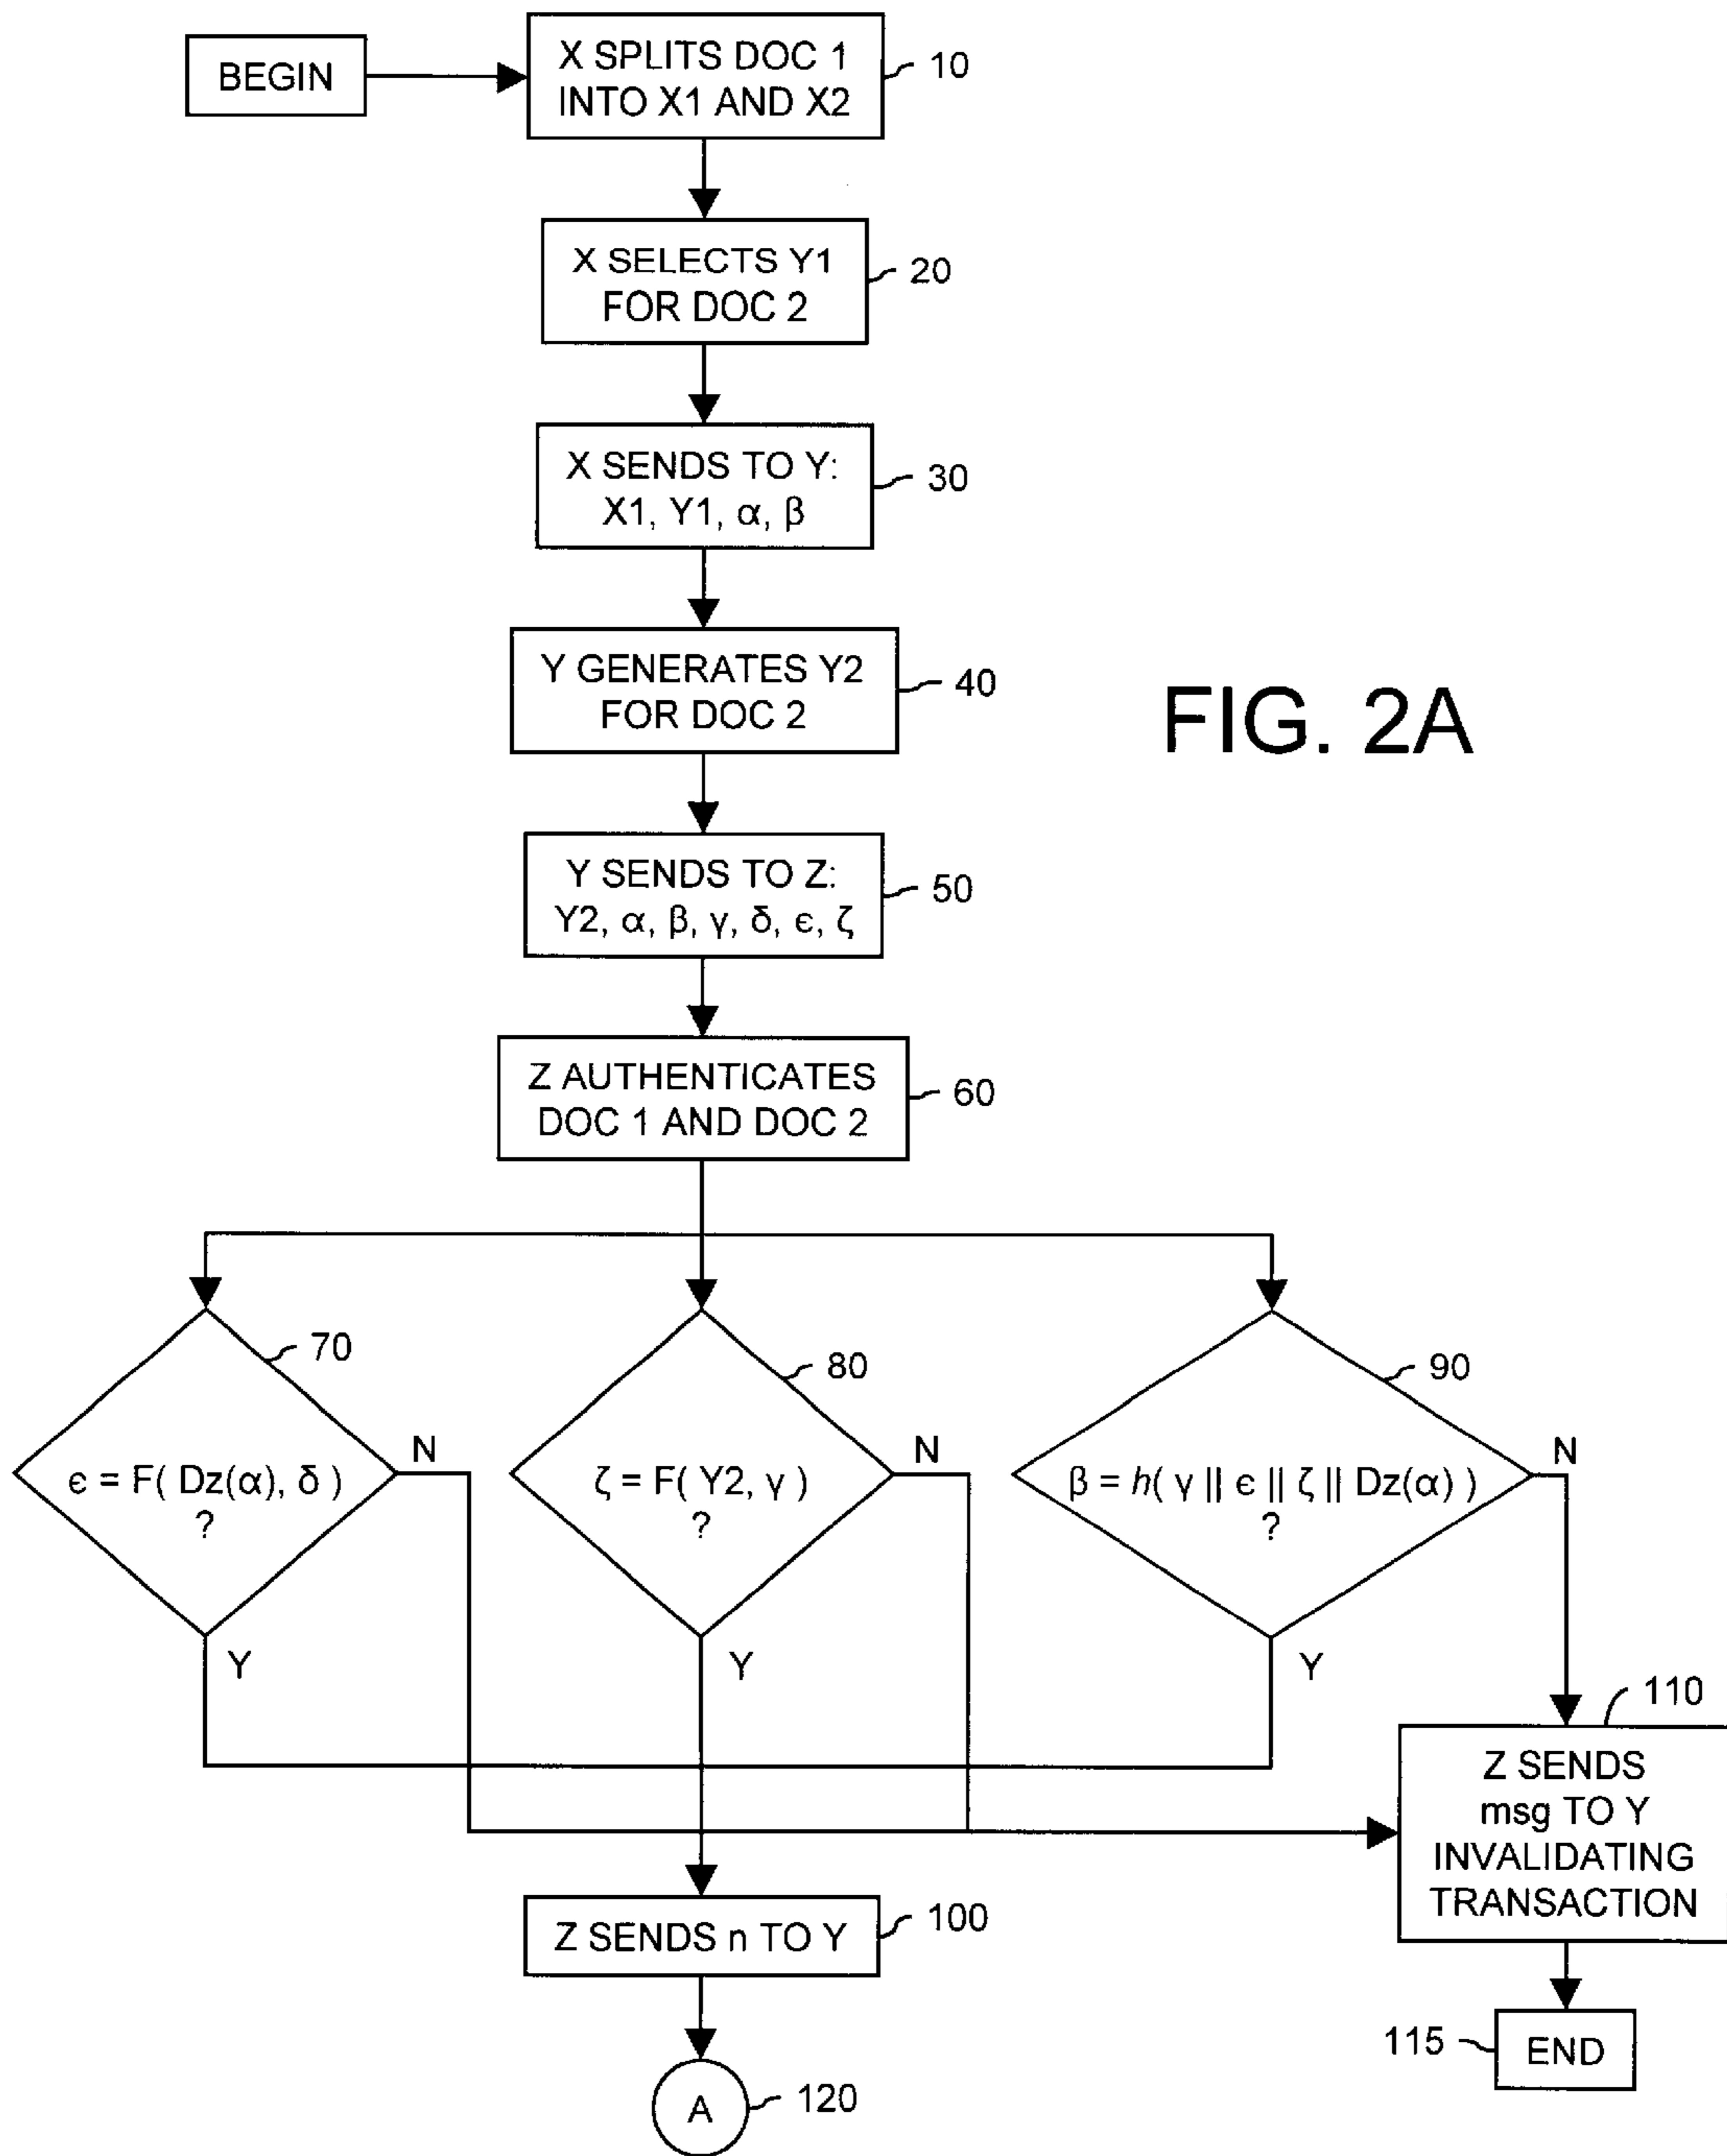 BEGIN
X SPLITS DOC 1
INTO X1 AND X2
10
X SELECTS Y1
FOR DOC 2
20
X SENDS TO Y:
X1, Y1, α, β
30
Y GENERATES Y2
FOR DOC 2
40
FIG. 2A
Y SENDS TO Z:
Y2, α, β, γ, δ, ϵ, ζ
50
Z AUTHENTICATES
DOC 1 AND DOC 2
60
70
ϵ = F( Dz(α), δ )
?
N
Y
80
ζ = F( Y2, γ )
?
N
Y
90
β = h( γ || ϵ || ζ || Dz(α) )
?
N
Y
110
Z SENDS
msg TO Y
INVALIDATING
TRANSACTION
Z SENDS n TO Y
100
115
END
A
120